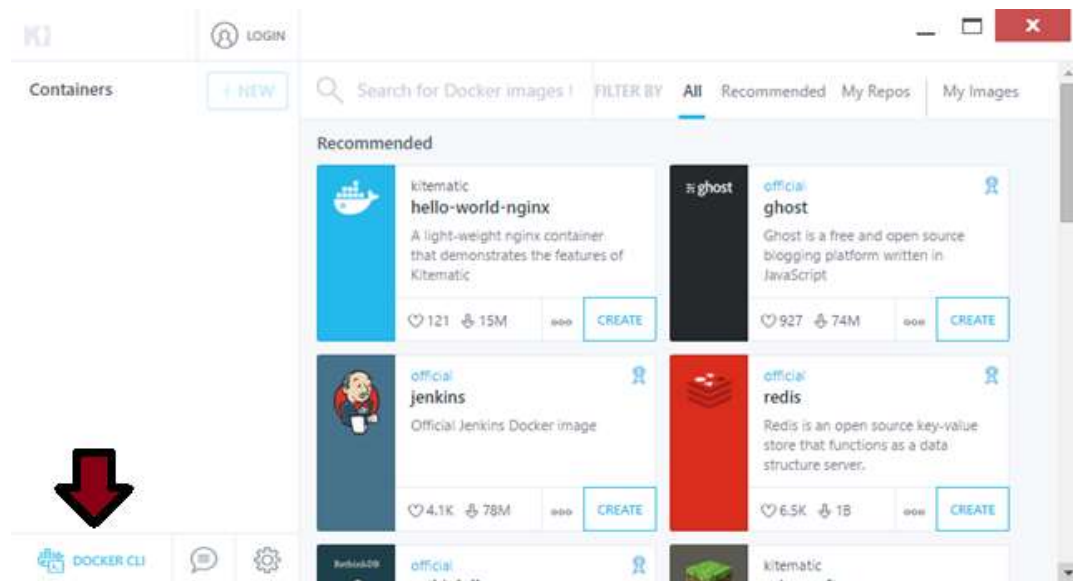 LOGIN
Containers
+ NEW
Search for Docker images
FILTER BY
All
Recommended
My Repos
My Images
Recommended
kitematic
hello-world-nginx
A light-weight nginx container
that demonstrates the features of
Kitematic
121
15M
CREATE
ghost
official
ghost
Ghost is a free and open source
blogging platform written in
JavaScript
927
74M
CREATE
official
jenkins
Official Jenkins Docker image
4.1K
78M
CREATE
official
redis
Redis is an open source key-value
store that functions as a data
structure server.
6.5K
1B
CREATE
DOCKER CLI
RethinkDB
official
kitematic